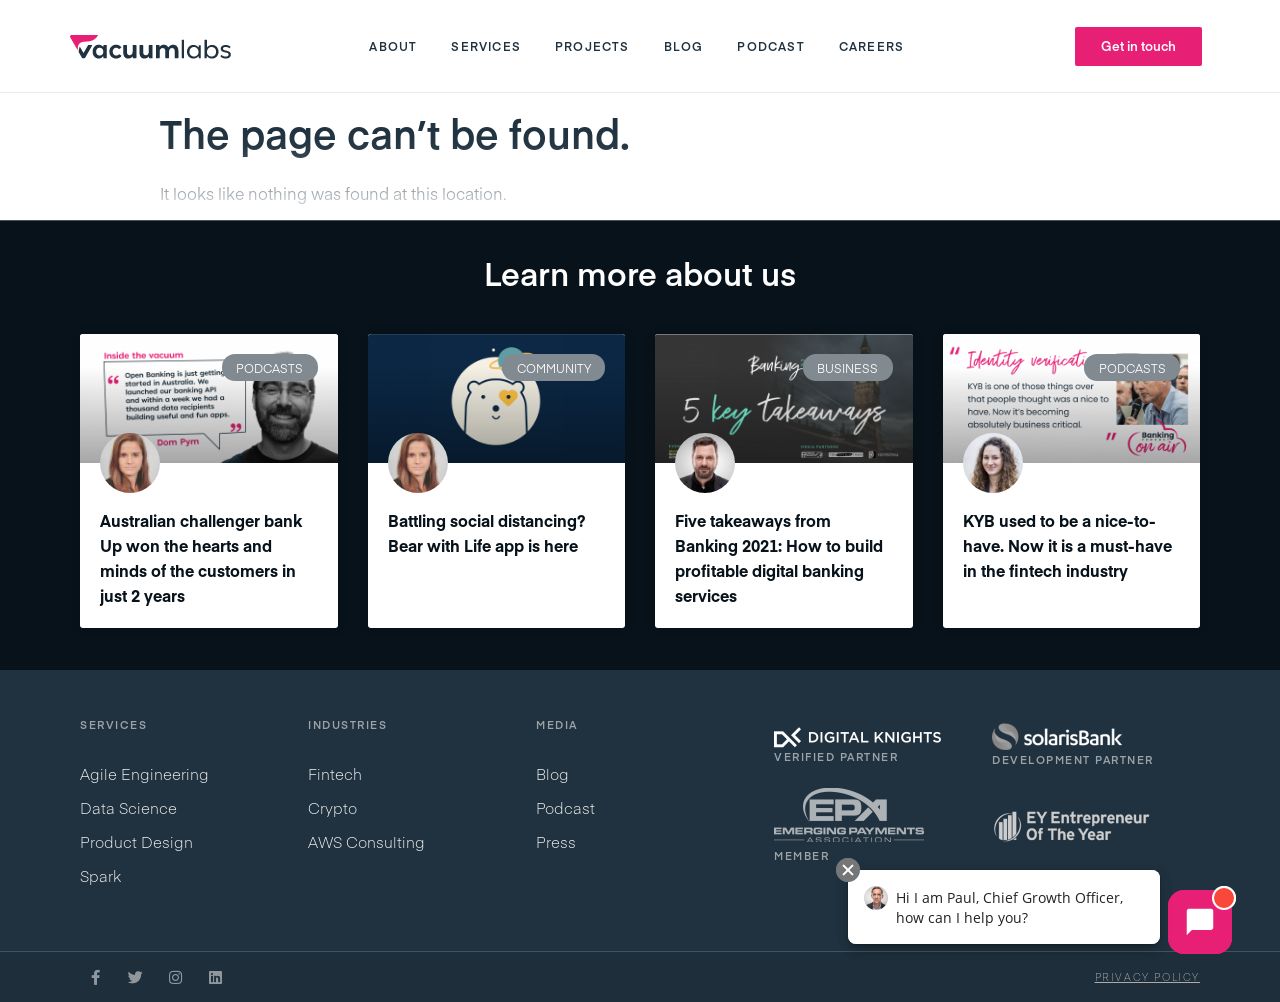 vacuumlabs
ABOUT
SERVICES
PROJECTS
BLOG
PODCAST
CAREERS
Get in touch
The page can't be found.
It looks like nothing was found at this location.
Learn more about us
Inside the vacuum
Open Banking is just getting
started in Australia. We
launched our banking API
and within a week we had a
thousand data recipients
building useful and fun apps.
Dom Pym
PODCASTS
Australian challenger bank
Up won the hearts and
minds of the customers in
just 2 years
COMMUNITY
Battling social distancing?
Bear with Life app is here
Banking
5 key takeaways
BUSINESS
Five takeaways from
Banking 2021: How to build
profitable digital banking
services
Identity verification
KYB is one of those things over
that people thought was a nice to
have. Now it's becoming
absolutely business critical.
Banking
on air
PODCASTS
KYB used to be a nice-to-
have. Now it is a must-have
in the fintech industry
SERVICES
Agile Engineering
Data Science
Product Design
Spark
INDUSTRIES
Fintech
Crypto
AWS Consulting
MEDIA
Blog
Podcast
Press
DIGITAL KNIGHTS
VERIFIED PARTNER
solarisBank
DEVELOPMENT PARTNER
EPA
EMERGING PAYMENTS
ASSOCIATION
MEMBER
EY Entrepreneur
Of The Year
Hi I am Paul, Chief Growth Officer,
how can I help you?
PRIVACY POLICY